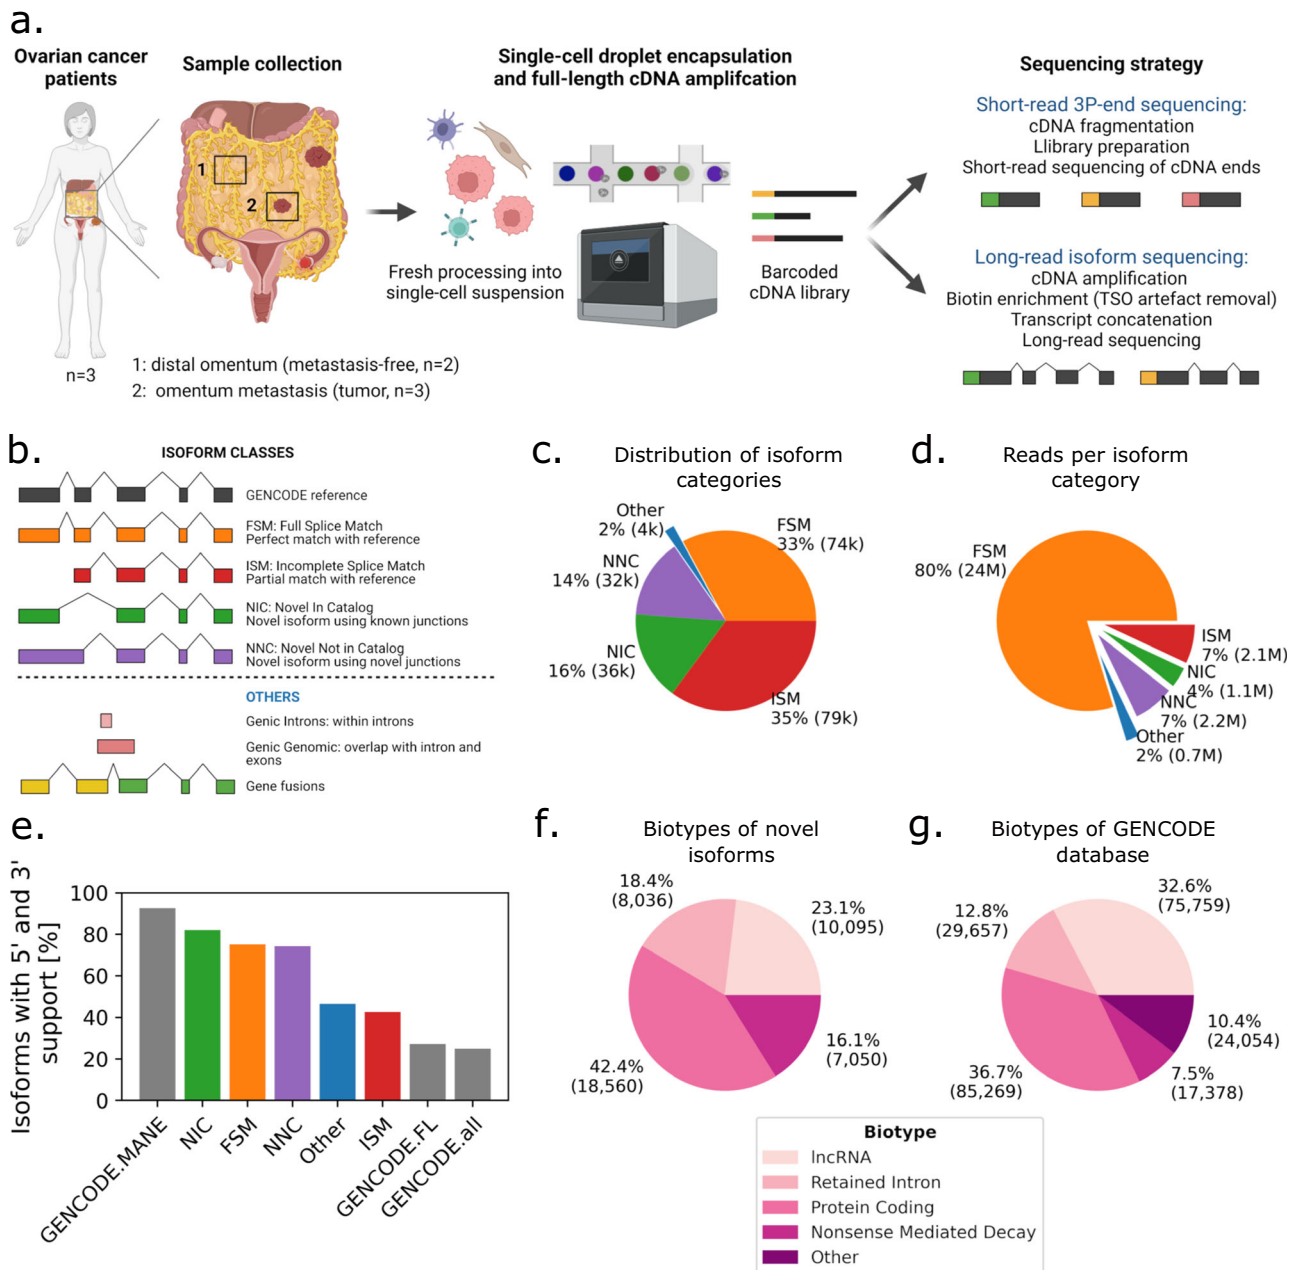 a.
Ovarian cancer
patients
n=3
Sample collection
1
2
1: distal omentum (metastasis-free, n=2)
2: omentum metastasis (tumor, n=3)
Single-cell droplet encapsulation
and full-length cDNA amplifcation
Fresh processing into
single-cell suspension
Barcoded
cDNA library
Sequencing strategy
Short-read 3P-end sequencing:
cDNA fragmentation
Llibrary preparation
Short-read sequencing of cDNA ends
Long-read isoform sequencing:
cDNA amplification
Biotin enrichment (TSO artefact removal)
Transcript concatenation
Long-read sequencing
b.
ISOFORM CLASSES
GENCODE reference
FSM: Full Splice Match
Perfect match with reference
ISM: Incomplete Splice Match
Partial match with reference
NIC: Novel In Catalog
Novel isoform using known junctions
NNC: Novel Not in Catalog
Novel isoform using novel junctions
OTHERS
Genic Introns: within introns
Genic Genomic: overlap with intron and
exons
Gene fusions
c.
Distribution of isoform
categories
Other
2% (4k)
FSM
33% (74k)
NNC
14% (32k)
NIC
16% (36k)
ISM
35% (79k)
d.
Reads per isoform
category
FSM
80% (24M)
ISM
7% (2.1M)
NIC
4% (1.1M)
NNC
7% (2.2M)
Other
2% (0.7M)
e.
Isoforms with 5' and 3'
support [%]
100
80
60
40
20
0
GENCODE.MANE
NIC
FSM
NNC
Other
ISM
GENCODE.FL
GENCODE.all
f.
Biotypes of novel
isoforms
18.4%
(8,036)
23.1%
(10,095)
42.4%
(18,560)
16.1%
(7,050)
g.
Biotypes of GENCODE
database
32.6%
(75,759)
12.8%
(29,657)
10.4%
(24,054)
36.7%
(85,269)
7.5%
(17,378)
Biotype
lncRNA
Retained Intron
Protein Coding
Nonsense Mediated Decay
Other